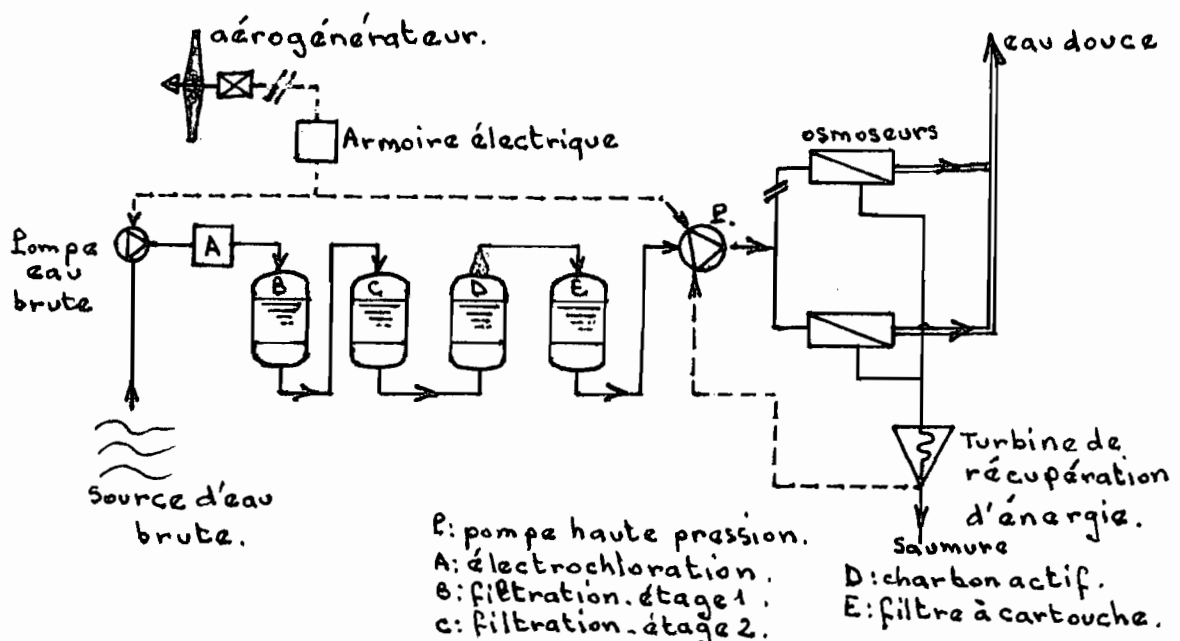 aérogénérateur.
eau douce
Armoire électrique
osmoseurs
P.
Pompe
eau
brute
A
B
C
D
E
Source d'eau
brute.
Turbine de
récupération
d'énergie.
Saumure
P: pompe haute pression.
A: électrochloration.
B: filtration-étage 1.
C: filtration-étage 2.
D: charbon actif.
E: filtre à cartouche.